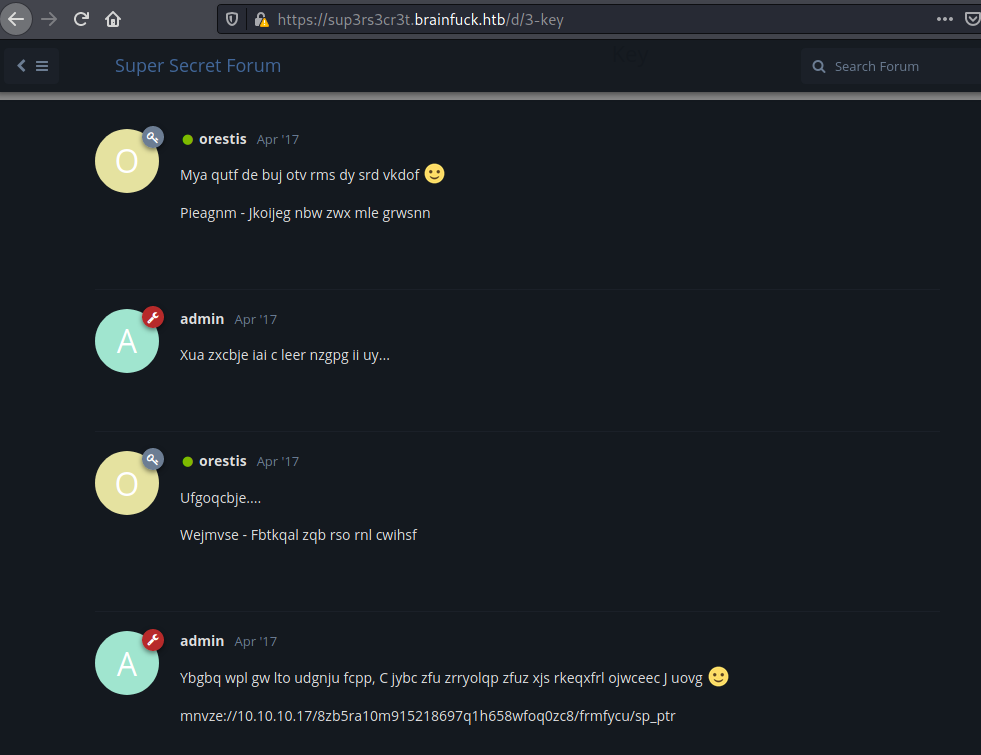 https://sup3rs3cr3t.brainfuck.htb/d/3-key
Super Secret Forum
Search Forum
O
orestis Apr '17
Mya qutf de buj otv rms dy srd vkdof 🙂
Pieagnm - Jkoijeg nbw zwx mle grwsnn
A
admin Apr '17
Xua zxcbje iai c leer nzgpg ii uy...
O
orestis Apr '17
Ufgoqcbje....
Wejmvse - Fbtkqal zqb rso rnl cwihsf
A
admin Apr '17
Ybgbq wpl gw lto udgnju fcpp, C jybc zfu zrryolqp zfuz xjs rkeqxfrl ojwceec J uovg 🙂
mnvze://10.10.10.17/8zb5ra10m915218697q1h658wfoq0zc8/frmfycu/sp_ptr